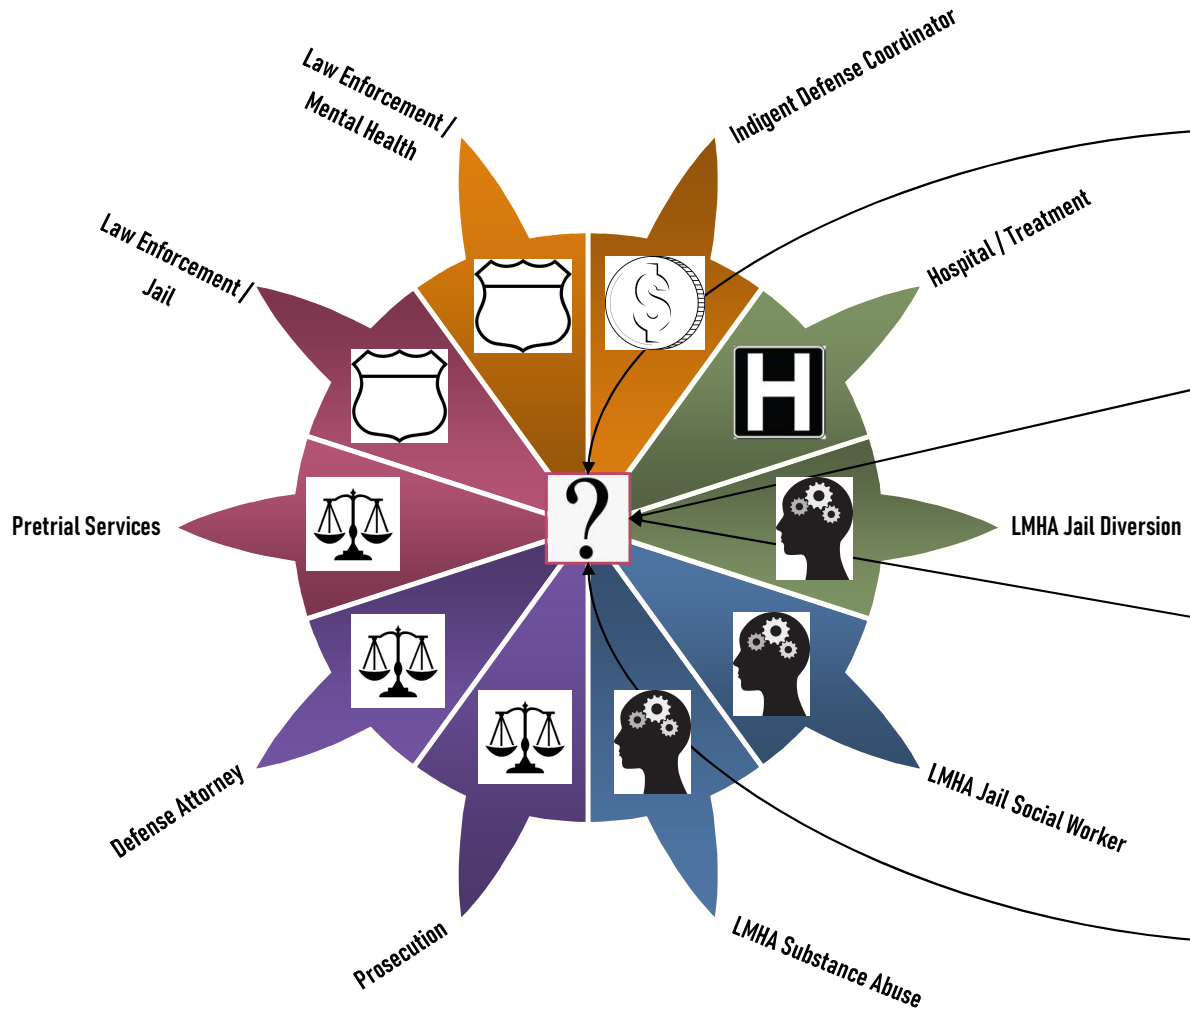 Law Enforcement /
Mental Health
Indigent Defense Coordinator
Law Enforcement /
Jail
Hospital / Treatment
H
?
Pretrial Services
LMHA Jail Diversion
Defense Attorney
LMHA Jail Social Worker
Prosecution
LMHA Substance Abuse
$